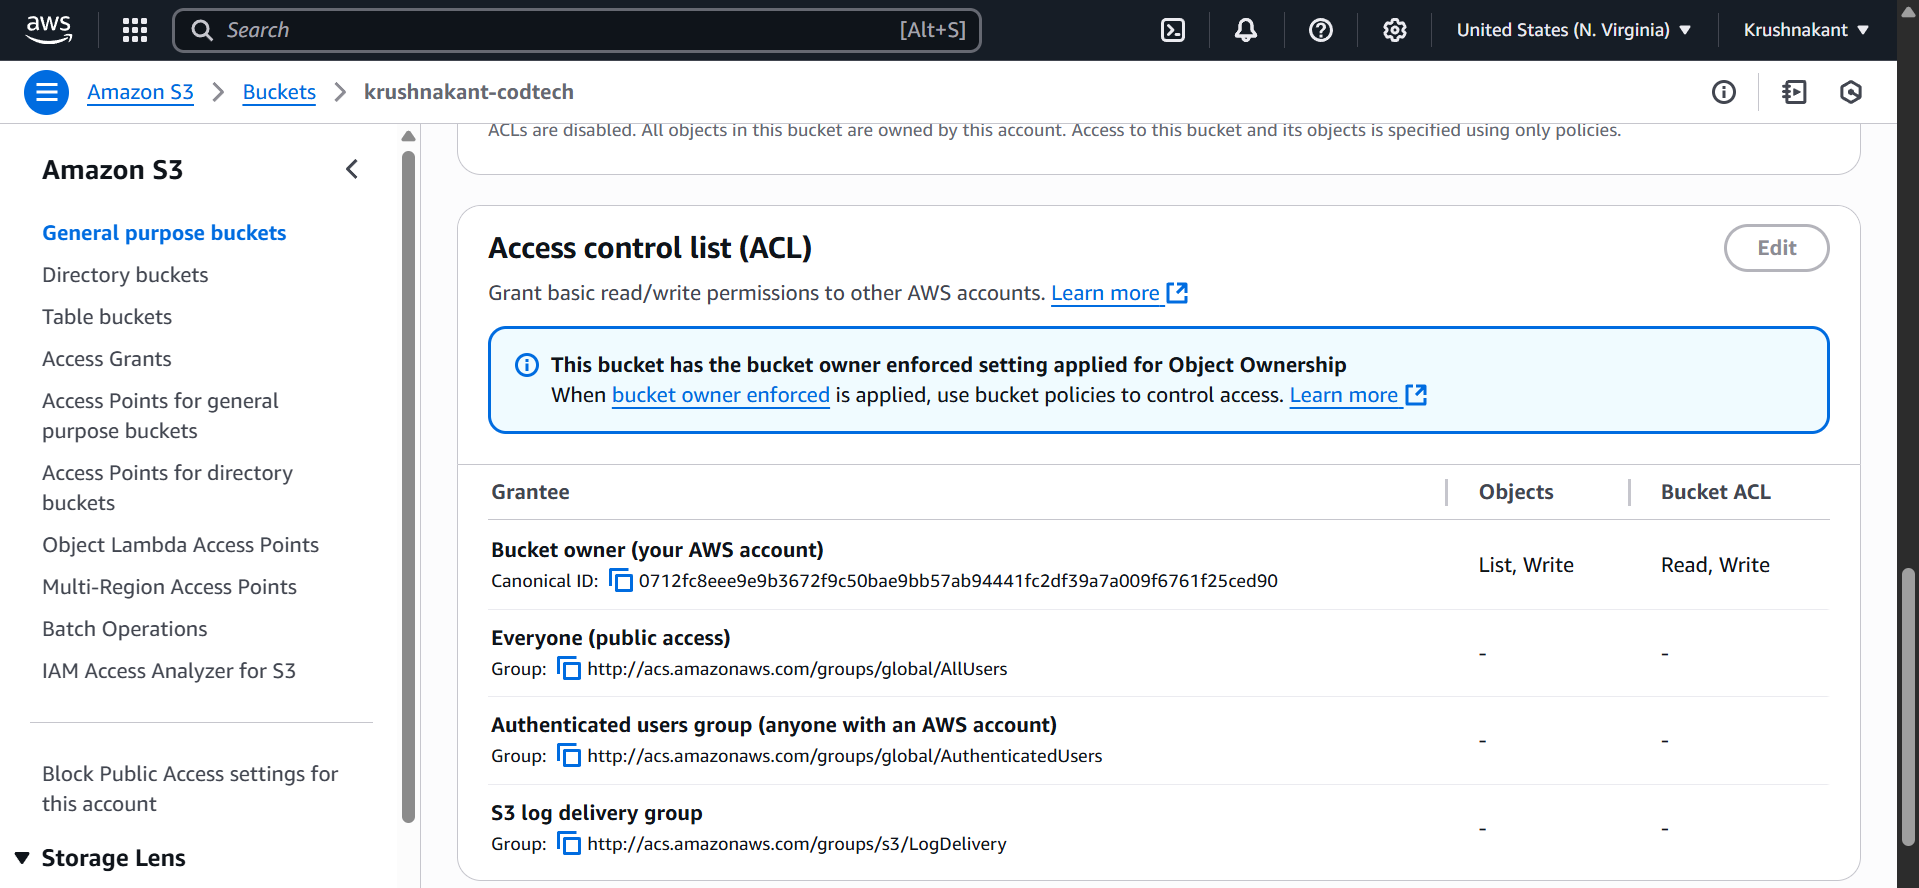 aws
Search [Alt+S]
United States (N. Virginia)
Krushnakant
Amazon S3
Buckets
krushnakant-codtech
Amazon S3
General purpose buckets
Directory buckets
Table buckets
Access Grants
Access Points for general
purpose buckets
Access Points for directory
buckets
Object Lambda Access Points
Multi-Region Access Points
Batch Operations
IAM Access Analyzer for S3
Block Public Access settings for
this account
Storage Lens
ACLs are disabled. All objects in this bucket are owned by this account. Access to this bucket and its objects is specified using only policies.
Access control list (ACL)
Edit
Grant basic read/write permissions to other AWS accounts. Learn more
This bucket has the bucket owner enforced setting applied for Object Ownership
When bucket owner enforced is applied, use bucket policies to control access. Learn more
Grantee Objects Bucket ACL
Bucket owner (your AWS account)
Canonical ID: 0712fc8eee9e9b3672f9c50bae9bb57ab94441fc2df39a7a009f6761f25ced90
List, Write Read, Write
Everyone (public access)
Group: http://acs.amazonaws.com/groups/global/AllUsers
- -
Authenticated users group (anyone with an AWS account)
Group: http://acs.amazonaws.com/groups/global/AuthenticatedUsers
- -
S3 log delivery group
Group: http://acs.amazonaws.com/groups/s3/LogDelivery
- -